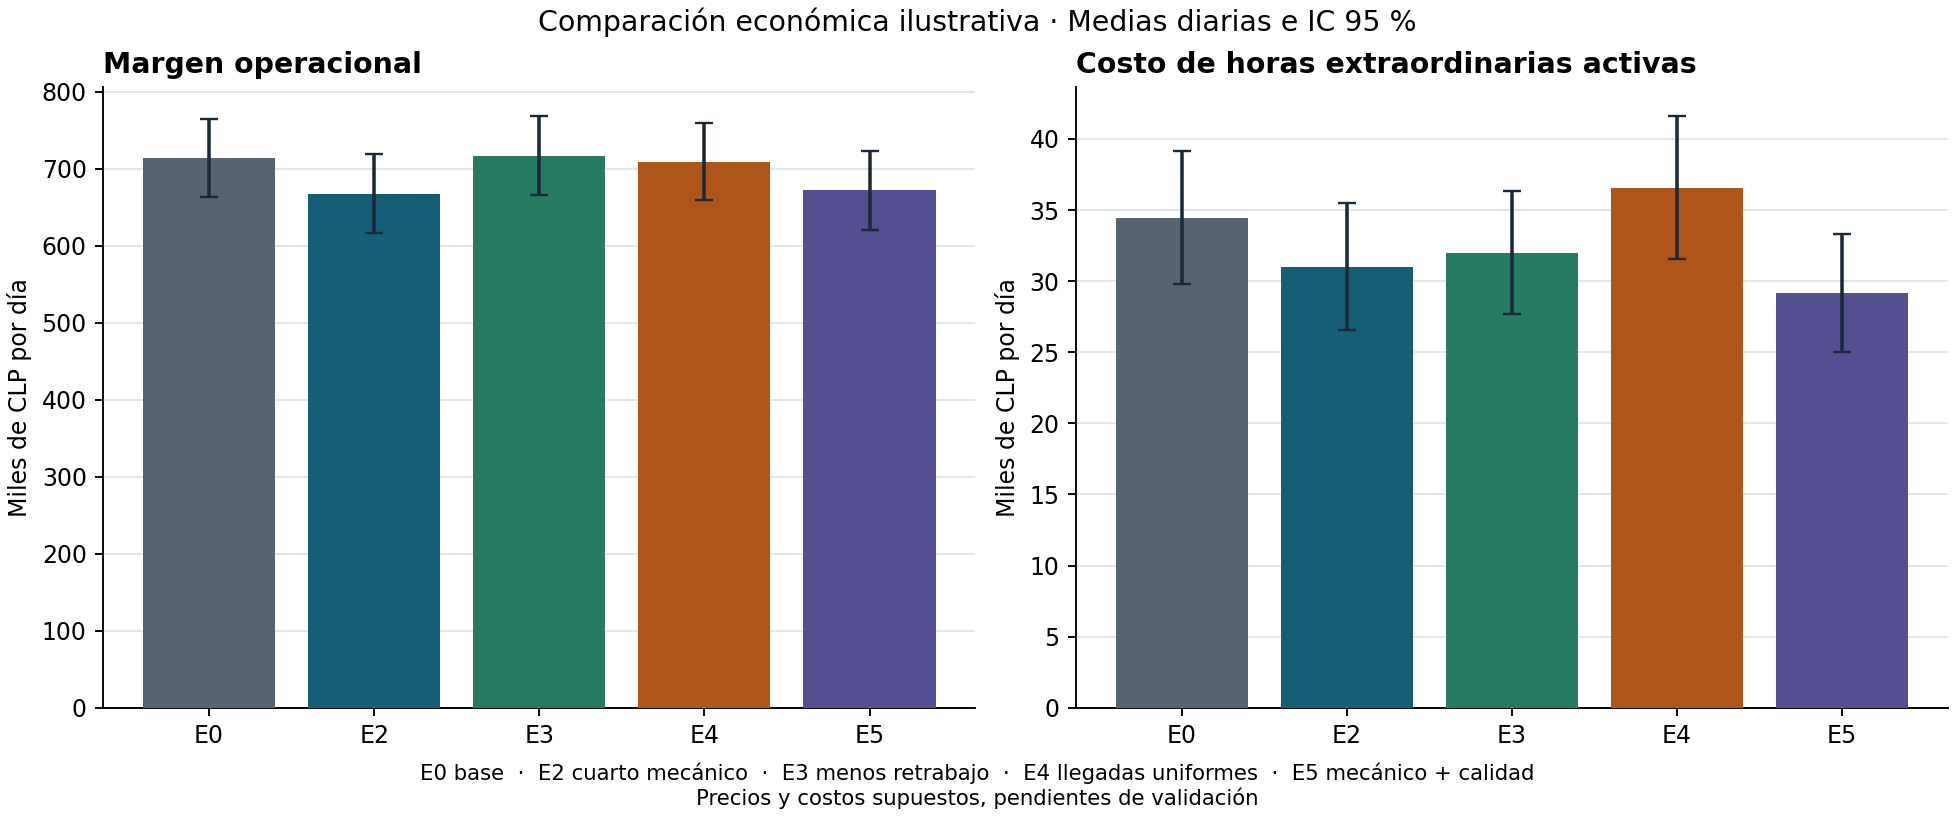 Comparación económica ilustrativa · Medias diarias e IC 95 %
Margen operacional
Miles de CLP por día
800
700
600
500
400
300
200
100
0
E0
E2
E3
E4
E5
Costo de horas extraordinarias activas
Miles de CLP por día
40
35
30
25
20
15
10
5
0
E0
E2
E3
E4
E5
E0 base · E2 cuarto mecánico · E3 menos retrabajo · E4 llegadas uniformes · E5 mecánico + calidad
Precios y costos supuestos, pendientes de validación